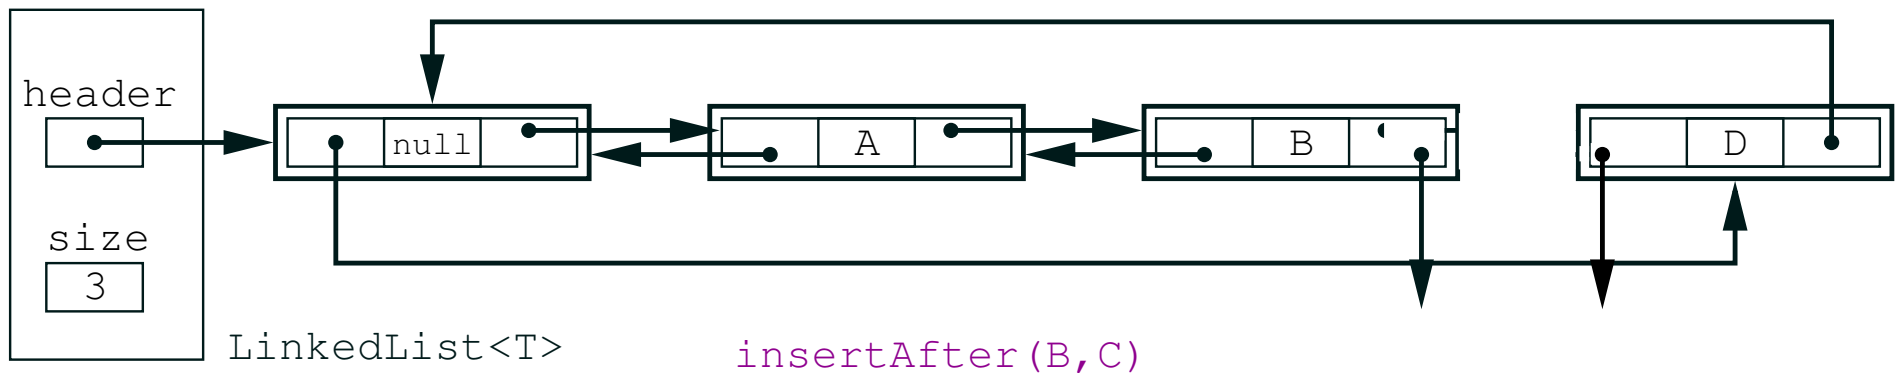 header
size
3
null
A
B
D
LinkedList<T>
insertAfter(B,C)